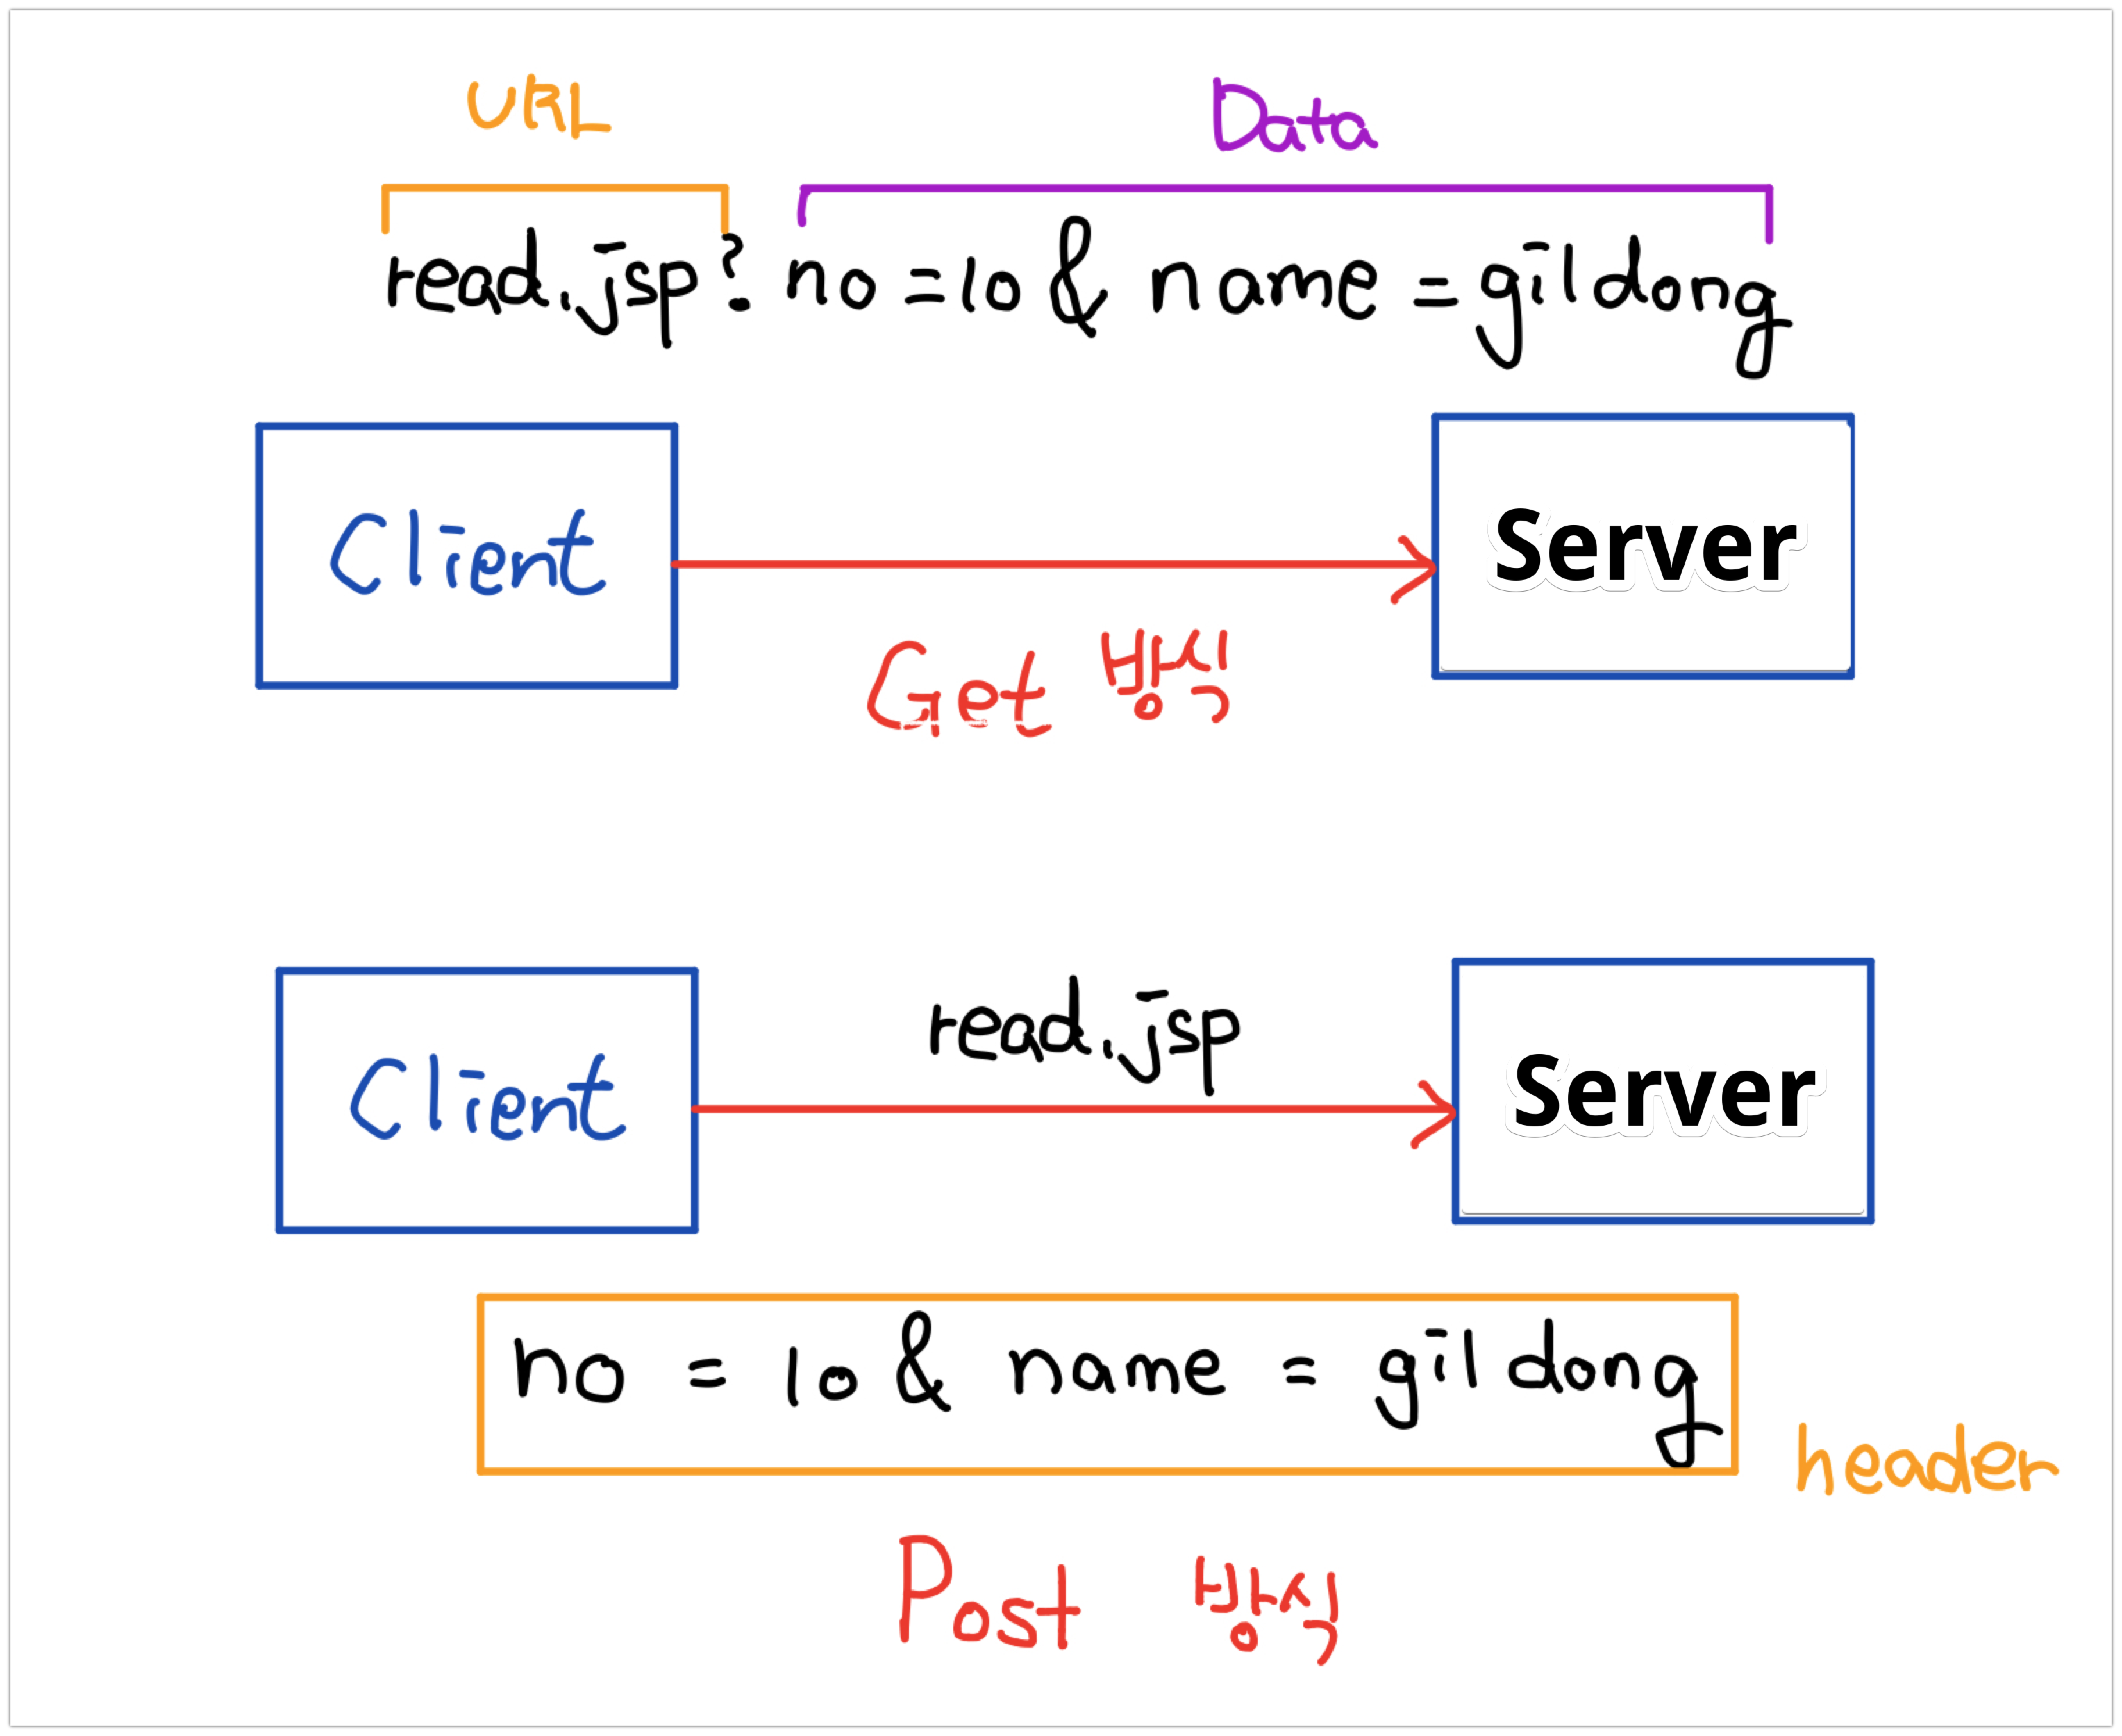 URL Data
read.jsp? no =10 & name = gildong
Client Server
Get 방식
read.jsp
Client Server
no = 10 & name = gildong
header
Post 방식